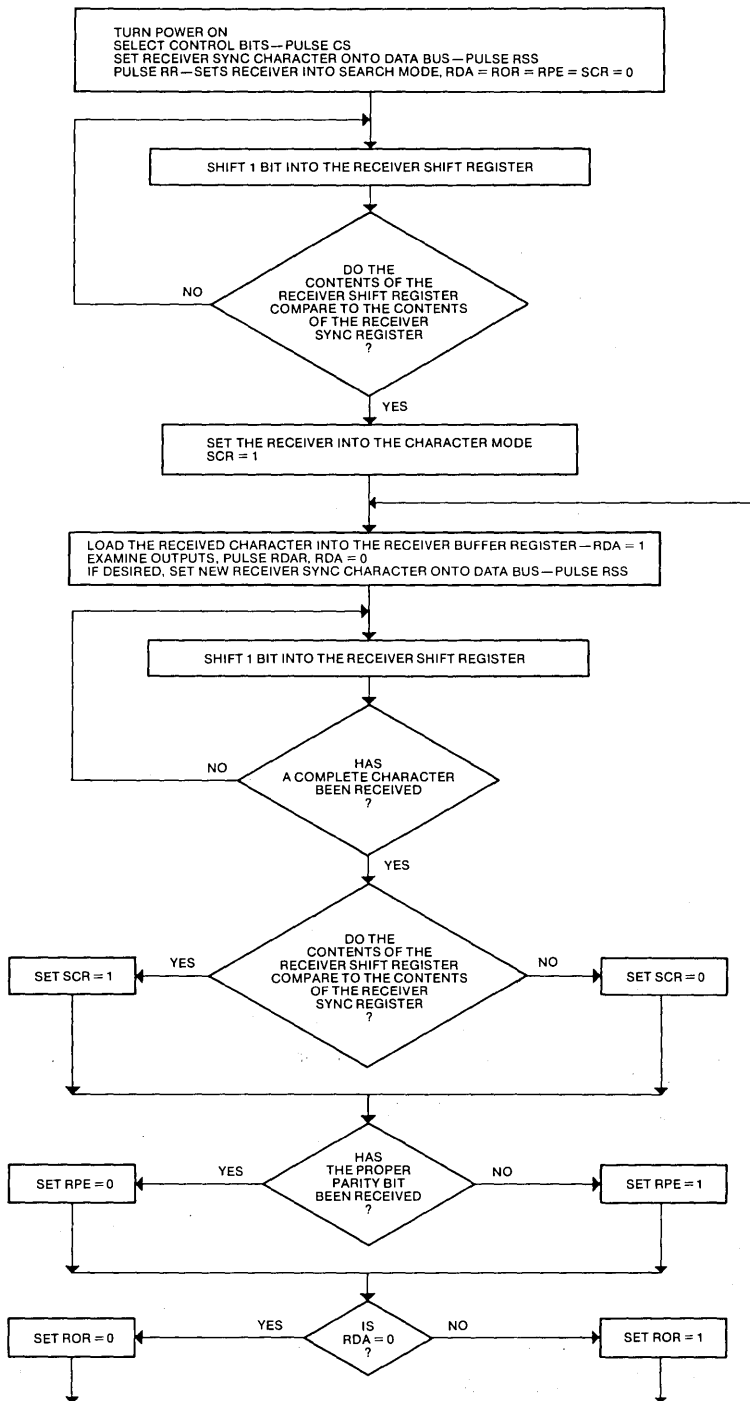 TURN POWER ON
SELECT CONTROL BITS—PULSE CS
SET RECEIVER SYNC CHARACTER ONTO DATA BUS—PULSE RSS
PULSE RR—SETS RECEIVER INTO SEARCH MODE, RDA = ROR = RPE = SCR = 0
SHIFT 1 BIT INTO THE RECEIVER SHIFT REGISTER
DO THE
CONTENTS OF THE
RECEIVER SHIFT REGISTER
COMPARE TO THE CONTENTS
OF THE RECEIVER
SYNC REGISTER
?
NO
YES
SET THE RECEIVER INTO THE CHARACTER MODE
SCR = 1
LOAD THE RECEIVED CHARACTER INTO THE RECEIVER BUFFER REGISTER—RDA = 1
EXAMINE OUTPUTS, PULSE RDAR, RDA = 0
IF DESIRED, SET NEW RECEIVER SYNC CHARACTER ONTO DATA BUS—PULSE RSS
SHIFT 1 BIT INTO THE RECEIVER SHIFT REGISTER
HAS
A COMPLETE CHARACTER
BEEN RECEIVED
?
NO
YES
DO THE
CONTENTS OF THE
RECEIVER SHIFT REGISTER
COMPARE TO THE CONTENTS
OF THE RECEIVER
SYNC REGISTER
?
YES
NO
SET SCR = 1
SET SCR = 0
HAS
THE PROPER
PARITY BIT
BEEN RECEIVED
?
YES
NO
SET RPE = 0
SET RPE = 1
IS
RDA = 0
?
YES
NO
SET ROR = 0
SET ROR = 1